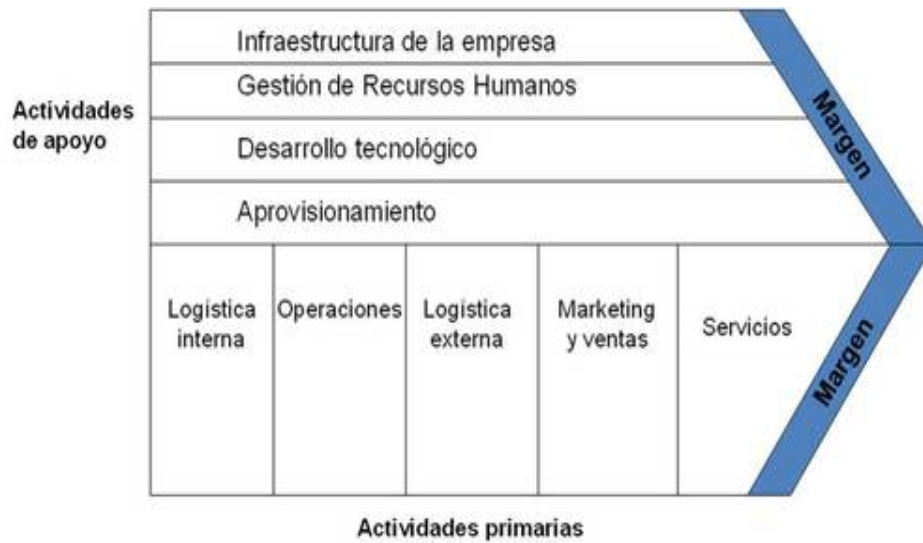 Infraestructura de la empresa
Gestión de Recursos Humanos
Actividades
de apoyo
Desarrollo tecnológico
Aprovisionamiento
Margen
Logística
interna
Operaciones
Logística
externa
Marketing
y ventas
Servicios
Margen
Actividades primarias